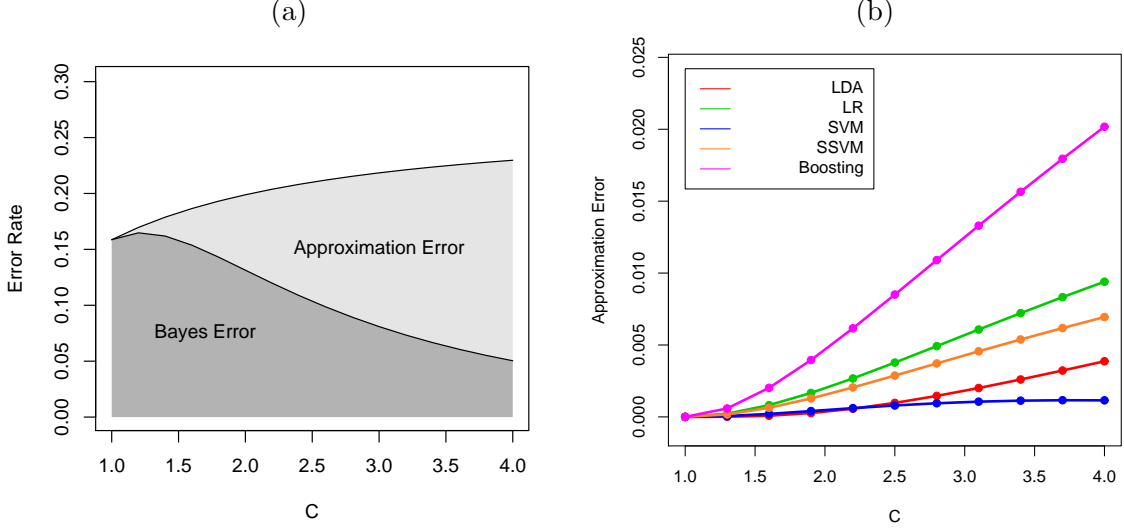 (a)
Error Rate
0.30
0.25
0.20
0.15
0.10
0.05
0.00
Approximation Error
Bayes Error
1.0 1.5 2.0 2.5 3.0 3.5 4.0
C
(b)
Approximation Error
0.025
0.020
0.015
0.010
0.005
0.000
LDA
LR
SVM
SSVM
Boosting
1.0 1.5 2.0 2.5 3.0 3.5 4.0
C